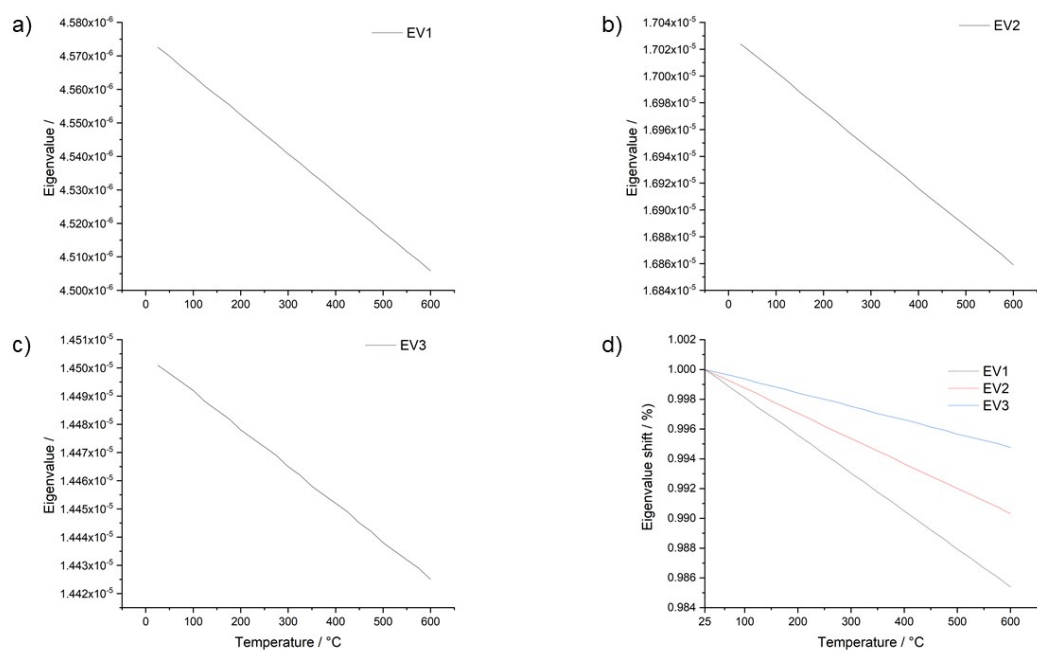 a)
4.580x10⁻⁶
4.570x10⁻⁶
4.560x10⁻⁶
4.550x10⁻⁶
4.540x10⁻⁶
4.530x10⁻⁶
4.520x10⁻⁶
4.510x10⁻⁶
4.500x10⁻⁶
Eigenvalue /
EV1
0 100 200 300 400 500 600
b)
1.704x10⁻⁵
1.702x10⁻⁵
1.700x10⁻⁵
1.698x10⁻⁵
1.696x10⁻⁵
1.694x10⁻⁵
1.692x10⁻⁵
1.690x10⁻⁵
1.688x10⁻⁵
1.686x10⁻⁵
1.684x10⁻⁵
Eigenvalue /
EV2
0 100 200 300 400 500 600
c)
1.451x10⁻⁵
1.450x10⁻⁵
1.449x10⁻⁵
1.448x10⁻⁵
1.447x10⁻⁵
1.446x10⁻⁵
1.445x10⁻⁵
1.444x10⁻⁵
1.443x10⁻⁵
1.442x10⁻⁵
Eigenvalue /
EV3
0 100 200 300 400 500 600
Temperature / °C
d)
1.002
1.000
0.998
0.996
0.994
0.992
0.990
0.988
0.986
0.984
Eigenvalue shift / (%)
EV1
EV2
EV3
25 100 200 300 400 500 600
Temperature / °C